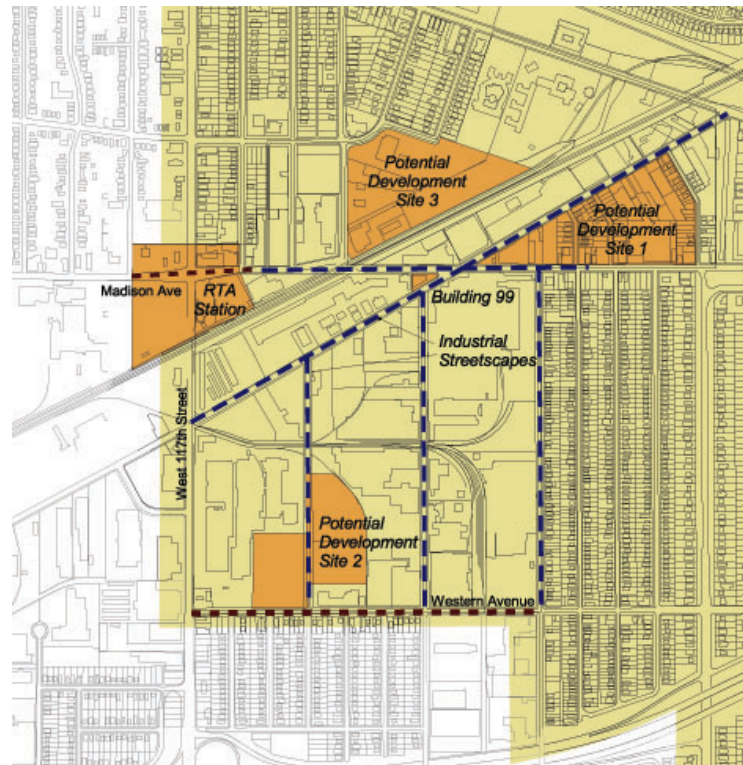 Potential
Development
Site 3
Potential
Development
Site 1
Madison Ave
RTA
Station
Building 99
Industrial
Streetscapes
West 117th Street
Potential
Development
Site 2
Western Avenue